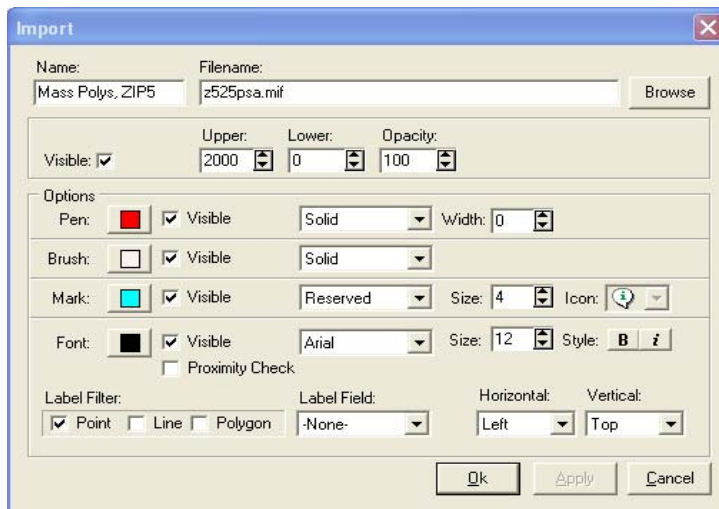 Import
Name: Filename:
Mass Polys, ZIP5 z525psa.mif Browse
Upper: Lower: Opacity:
Visible: 2000 0 100
Options
Pen: Visible Solid Width: 0
Brush: Visible Solid
Mark: Visible Reserved Size: 4 Icon:
Font: Visible Arial Size: 12 Style: B i
Proximity Check
Label Filter: Label Field: Horizontal: Vertical:
Point Line Polygon -None- Left Top
Ok Apply Cancel